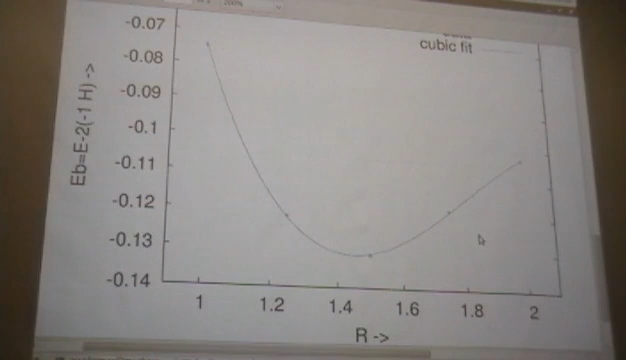 200%
cubic fit
-0.07
-0.08
-0.09
-0.1
-0.11
-0.12
-0.13
-0.14
Eb=E-2(-1 H) ->
1 1.2 1.4 1.6 1.8 2
R ->